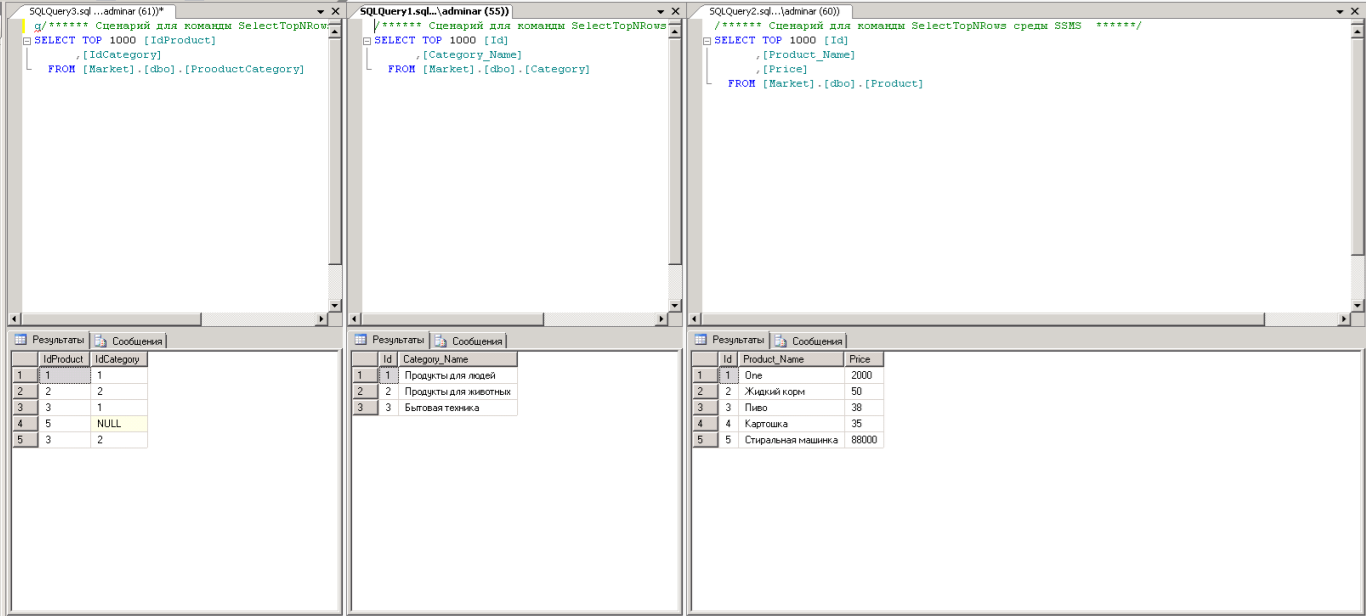 SQLQuery3.sql ...adminar (61))*
g/****** Сценарий для команды SelectTopNRows
SELECT TOP 1000 [IdProduct]
,[IdCategory]
FROM [Market].[dbo].[ProoductCategory]
Результаты Сообщения
IdProduct IdCategory
1 1 1
2 2 2
3 3 1
4 5 NULL
5 3 2
SQLQuery1.sql...\adminar (55))
/****** Сценарий для команды SelectTopNRows
SELECT TOP 1000 [Id]
,[Category_Name]
FROM [Market].[dbo].[Category]
Результаты Сообщения
Id Category_Name
1 1 Продукты для людей
2 2 Продукты для животных
3 3 Бытовая техника
SQLQuery2.sql...\adminar (60))
/****** Сценарий для команды SelectTopNRows среды SSMS ******/
SELECT TOP 1000 [Id]
,[Product_Name]
,[Price]
FROM [Market].[dbo].[Product]
Результаты Сообщения
Id Product_Name Price
1 1 One 2000
2 2 Жидкий корм 50
3 3 Пиво 38
4 4 Картошка 35
5 5 Стиральная машинка 88000